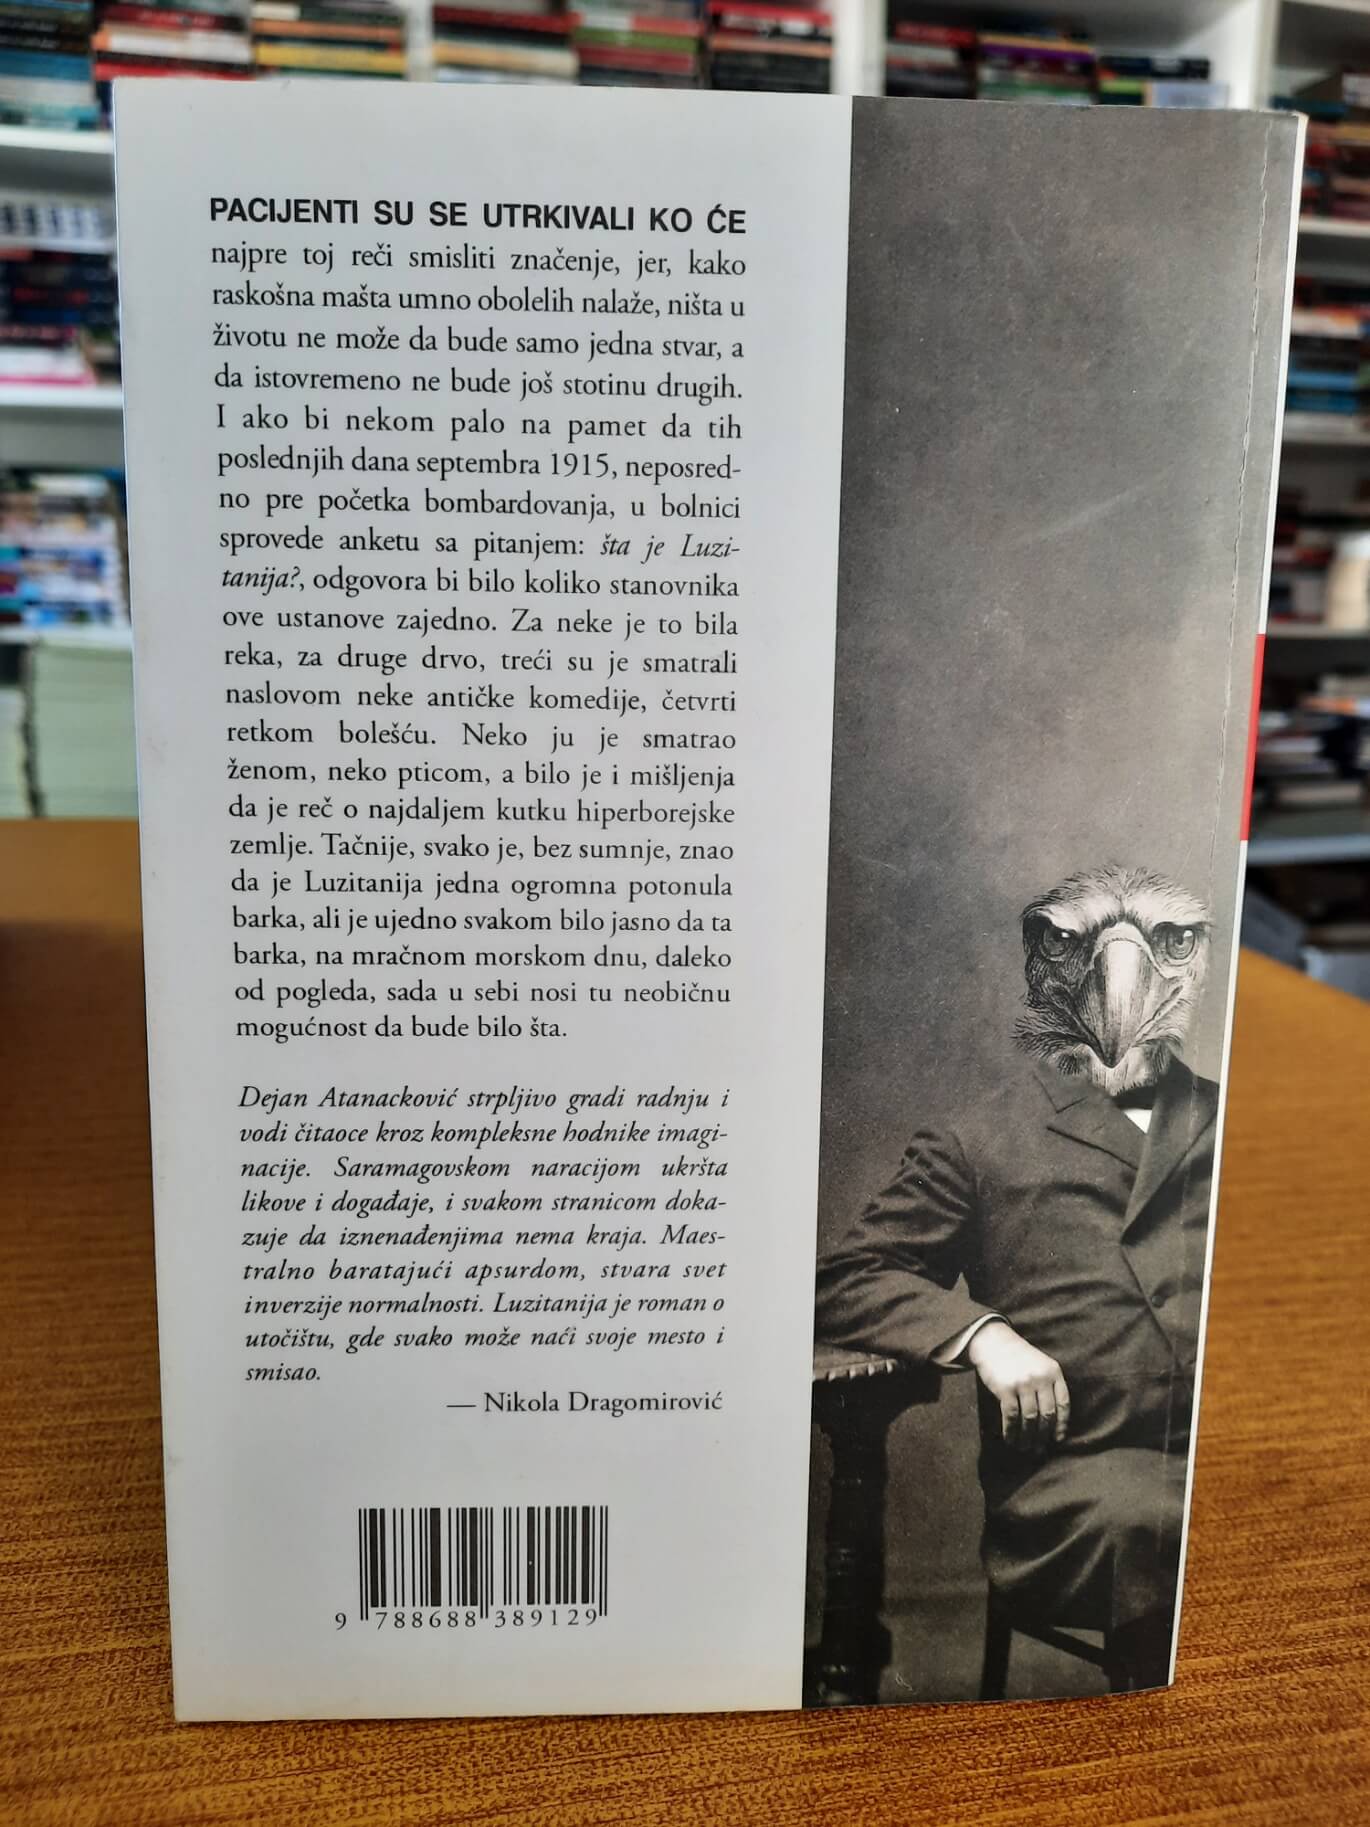 PACIJENTI SU SE UTRKIVALI KO ĆE
najpre toj reči smisliti značenje, jer, kako
raskošna mašta umno obolelih nalaže, ništa u
životu ne može da bude samo jedna stvar, a
da istovremeno ne bude još stotinu drugih.
I ako bi nekom palo na pamet da tih
poslednjih dana septembra 1915, neposred-
no pre početka bombardovanja, u bolnici
sprovede anketu sa pitanjem: šta je Luzi-
tanija?, odgovora bi bilo koliko stanovnika
ove ustanove zajedno. Za neke je to bila
reka, za druge drvo, treći su je smatrali
naslovom neke antičke komedije, četvrti
retkom bolešću. Neko ju je smatrao
ženom, neko pticom, a bilo je i mišljenja
da je reč o najdaljem kutku hiperborejske
zemlje. Tačnije, svako je, bez sumnje, znao
da je Luzitanija jedna ogromna potonula
barka, ali je ujedno svakom bilo jasno da ta
barka, na mračnom morskom dnu, daleko
od pogleda, sada u sebi nosi tu neobičnu
mogućnost da bude bilo šta.
Dejan Atanacković strpljivo gradi radnju i
vodi čitaoce kroz kompleksne hodnike imagi-
nacije. Saramagovskom naracijom ukršta
likove i događaje, i svakom stranicom doka-
zuje da iznenađenjima nema kraja. Maes-
tralno baratajući apsurdom, stvara svet
inverzije normalnosti. Luzitanija je roman o
utočištu, gde svako može naći svoje mesto i
smisao.
— Nikola Dragomirović
9 788688 389129